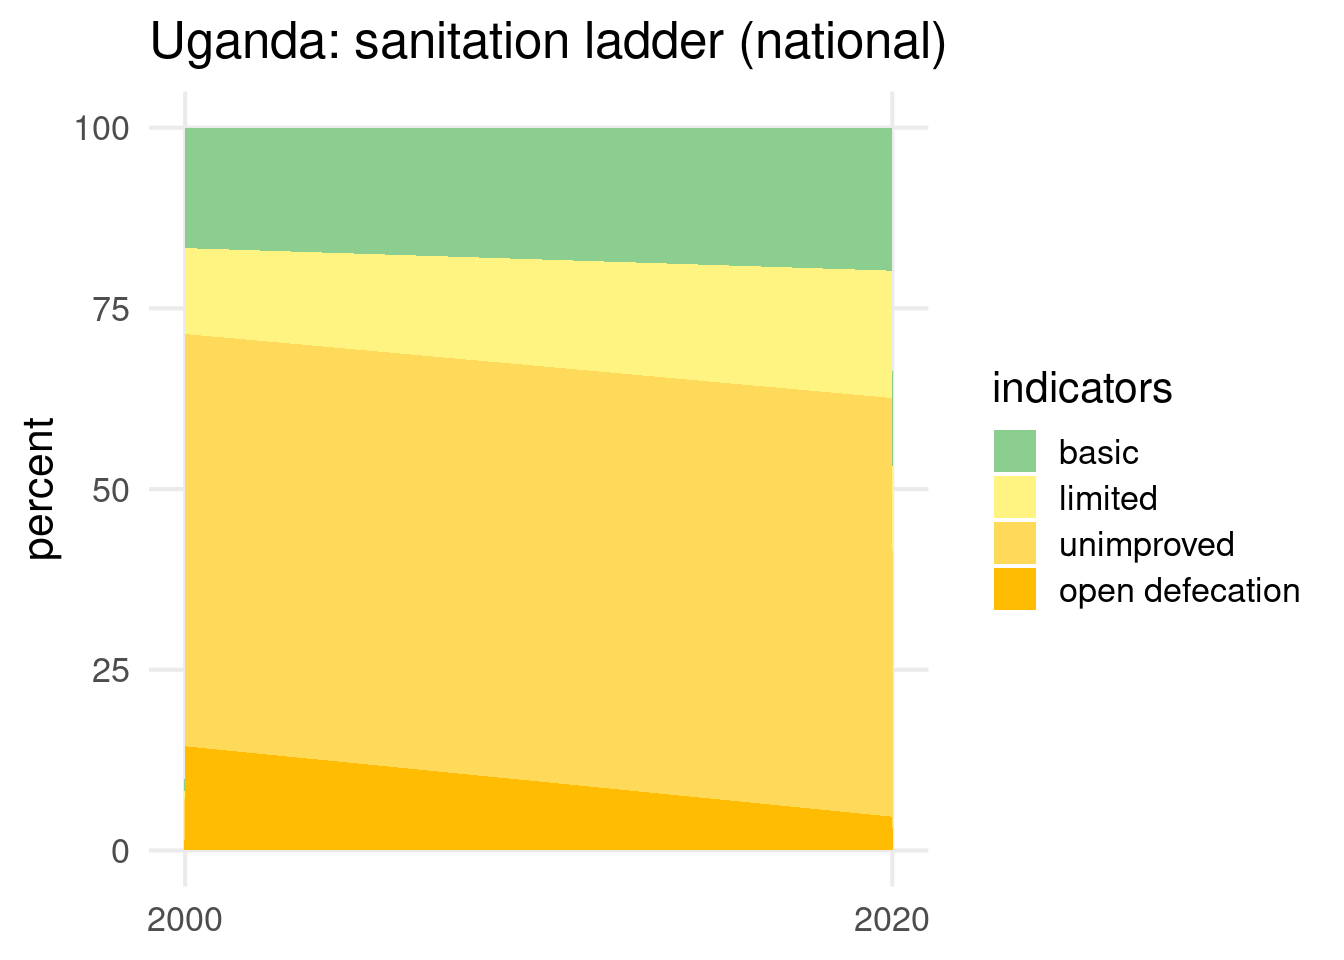 Uganda: sanitation ladder (national)
100
75
50
25
0
percent
2000
2020
indicators
basic
limited
unimproved
open defecation